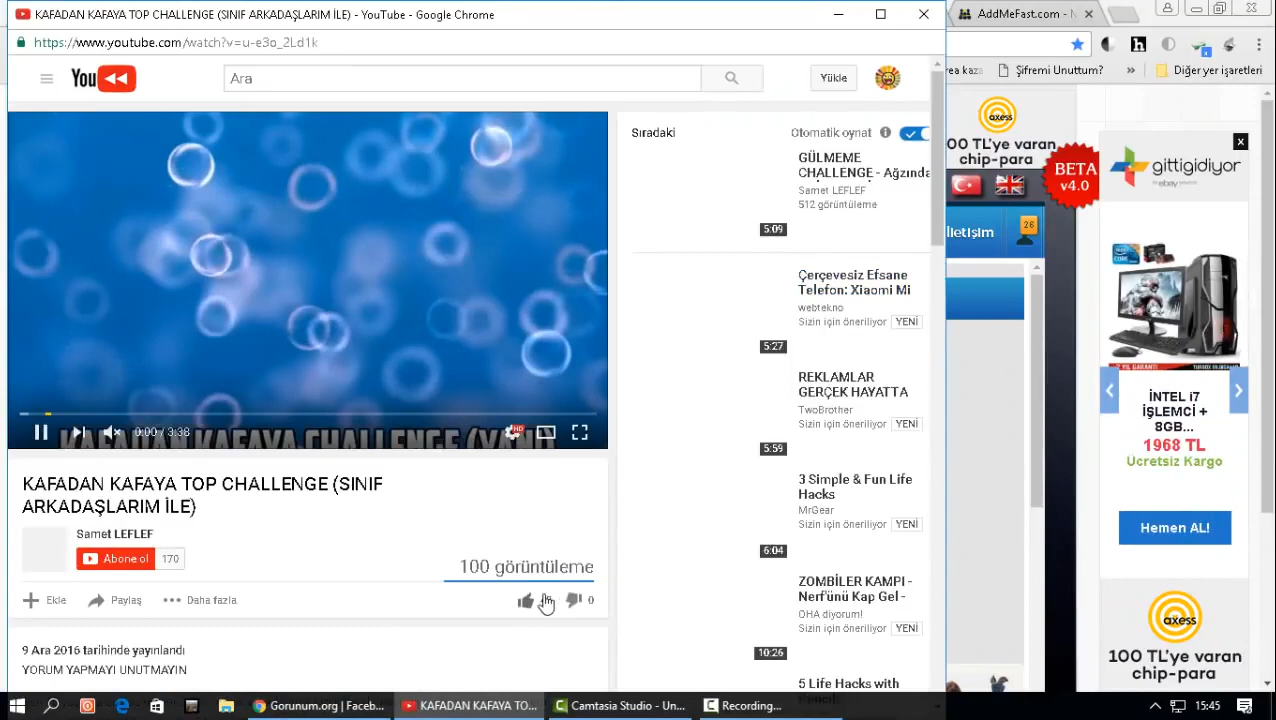 KAFADAN KAFAYA TOP CHALLENGE (SINIF ARKADAŞLARIM İLE) - YouTube - Google Chrome
AddMeFast.com - 
https://www.youtube.com/watch?v=u-e3o_2Ld1k
Şifremi Unuttum?
»
Diğer yer işaretleri
You
Ara
Yükle
Sıradaki
Otomatik oynat
GÜLMEME
CHALLENGE - Ağzında
Samet LEFLEF
512 görüntüleme
5:09
Çerçevesiz Efsane
Telefon: Xiaomi Mi
webtekno
Sizin için öneriliyor YENİ
5:27
REKLAMLAR
GERÇEK HAYATTA
TwoBrother
Sizin için öneriliyor YENİ
5:59
3 Simple & Fun Life
Hacks
MrGear
Sizin için öneriliyor YENİ
6:04
ZOMBİLER KAMPI -
Nerf'ünü Kap Gel -
OHA diyorum!
Sizin için öneriliyor YENİ
10:26
5 Life Hacks with
0:00 / 3:38
HD
KAFADAN KAFAYA TOP CHALLENGE (SINIF
ARKADAŞLARIM İLE)
Samet LEFLEF
Abone ol 170
100 görüntüleme
Ekle
Paylaş
Daha fazla
0
9 Ara 2016 tarihinde yayınlandı
YORUM YAPMAYI UNUTMAYIN
axess
00 TL'ye varan
chip-para
BETA
v4.0
İletişim
26
x
gittigidiyor
İNTEL i7
İŞLEMCİ +
8GB...
1968 TL
Ücretsiz Kargo
Hemen AL!
axess
100 TL'ye varan
chip-para
Gorunum.org | Faceb...
KAFADAN KAFAYA TO...
Camtasia Studio - Un...
Recording...
15:45